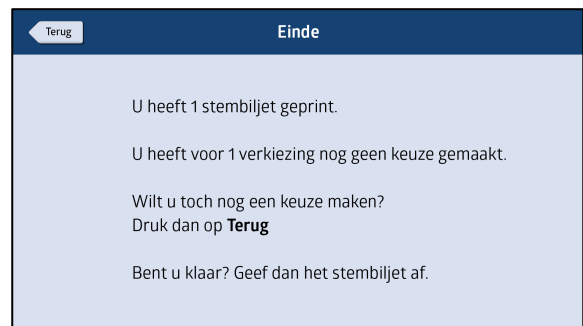 Terug
Einde
U heeft 1 stembiljet geprint.
U heeft voor 1 verkiezing nog geen keuze gemaakt.
Wilt u toch nog een keuze maken?
Druk dan op Terug
Bent u klaar? Geef dan het stembiljet af.